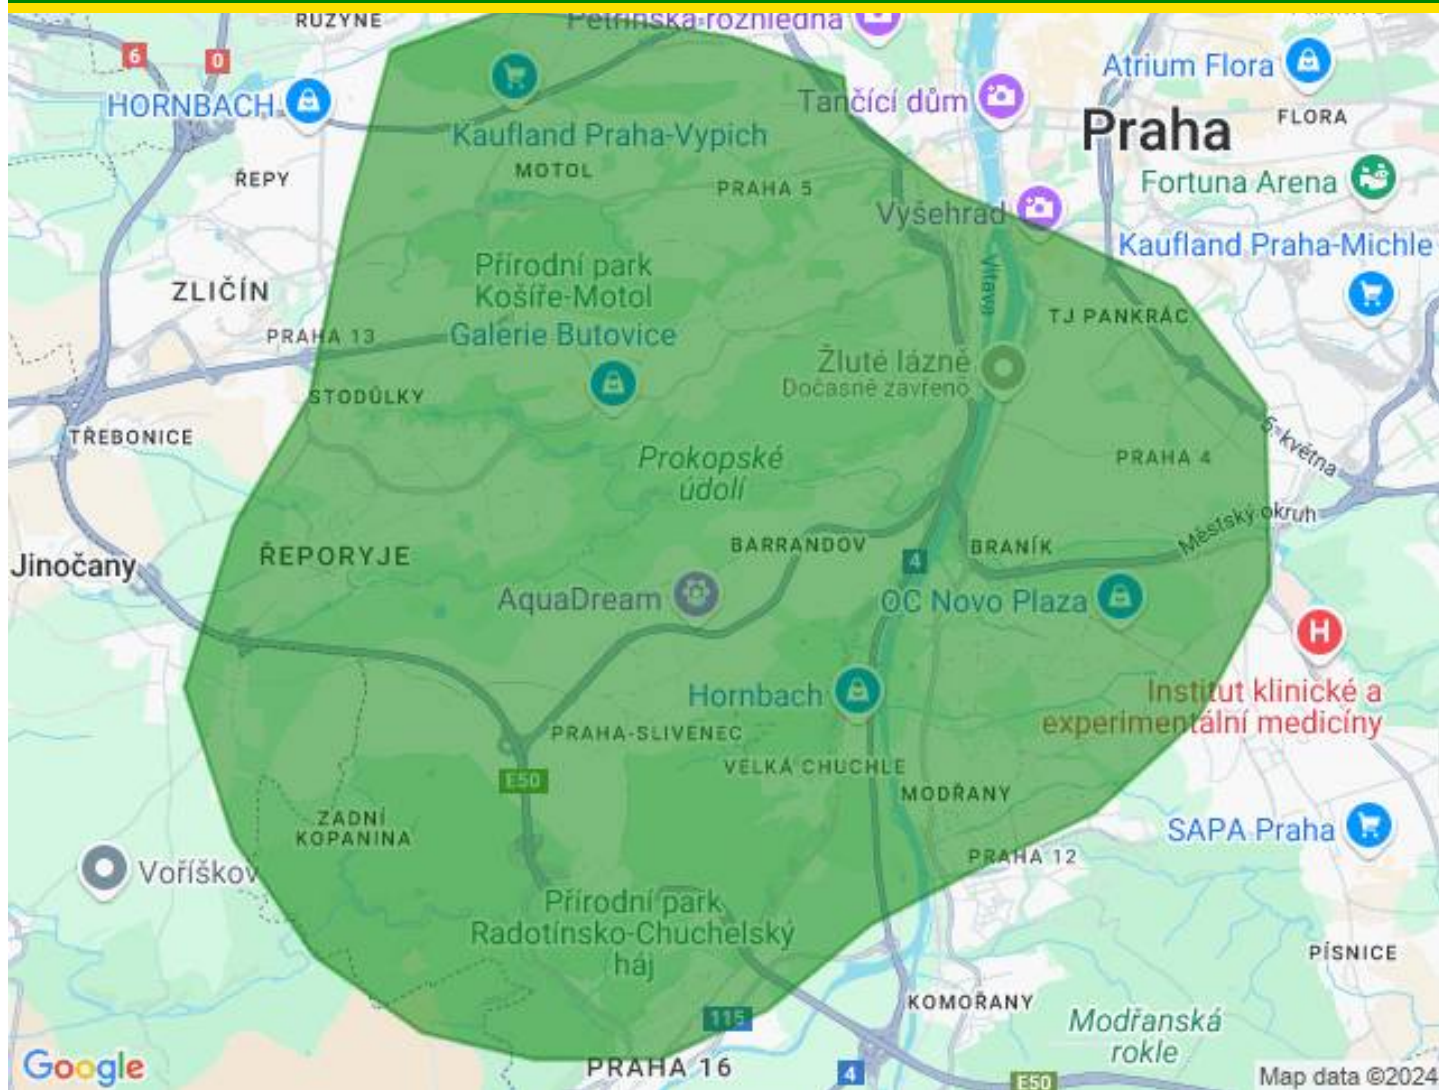 RUZYNĚ
Petřínská rozhledna
6
0
HORNBACH
Atrium Flora
Tančící dům
FLORA
Praha
Kaufland Praha-Vypich
MOTOL
ŘEPY
PRAHA 5
Fortuna Arena
Vyšehrad
Kaufland Praha-Michle
Přírodní park
Košíře-Motol
Vltava
ZLIČÍN
TJ PANKRÁC
PRAHA 13
Galerie Butovice
Žluté lázně
Dočasně zavřeno
STODŮLKY
TŘEBONICE
5. května
Prokopské
údolí
PRAHA 4
Městský okruh
BARRANDOV
BRANÍK
ŘEPORYJE
Jinočany
4
AquaDream
OC Novo Plaza
H
Hornbach
Institut klinické a
experimentální medicíny
PRAHA-SLIVENEC
VELKÁ CHUCHLE
E50
MODŘANY
ZADNÍ
KOPANINA
SAPA Praha
PRAHA 12
Voříškov
Přírodní park
Radotínsko-Chuchelský
háj
PÍSNICE
KOMOŘANY
115
Modřanská
rokle
Google
PRAHA 16
4
E50
Map data ©2024